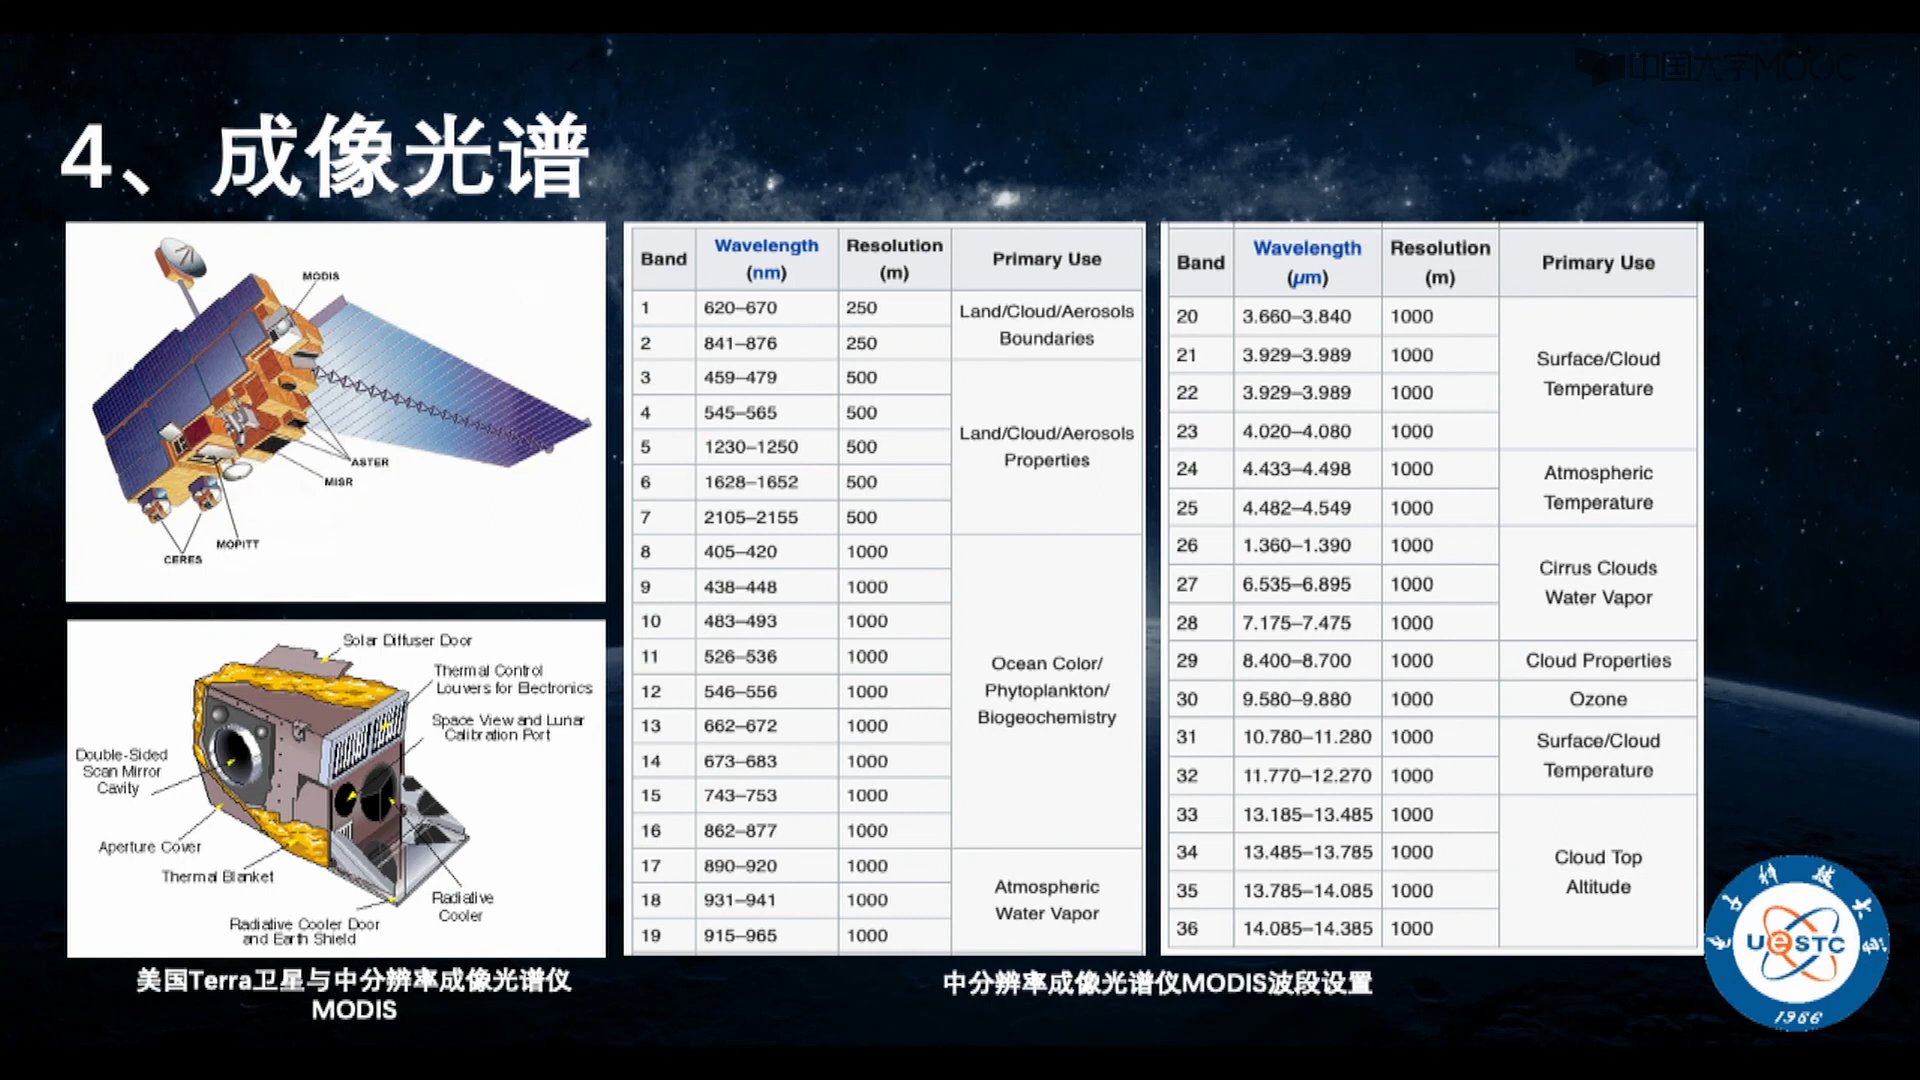 中国大学MOOC
4、成像光谱
MODIS
ASTER
MISR
MOPITT
CERES
Solar Diffuser Door
Thermal Control
Louvers for Electronics
Space View and Lunar
Calibration Port
Double-Sided
Scan Mirror
Cavity
Aperture Cover
Thermal Blanket
Radiative
Cooler
Radiative Cooler Door
and Earth Shield
美国Terra卫星与中分辨率成像光谱仪
MODIS
Band Wavelength (nm) Resolution (m) Primary Use
1 620–670 250 Land/Cloud/Aerosols Boundaries
2 841–876 250
3 459–479 500 Land/Cloud/Aerosols Properties
4 545–565 500
5 1230–1250 500
6 1628–1652 500
7 2105–2155 500
8 405–420 1000 Ocean Color/ Phytoplankton/ Biogeochemistry
9 438–448 1000
10 483–493 1000
11 526–536 1000
12 546–556 1000
13 662–672 1000
14 673–683 1000
15 743–753 1000
16 862–877 1000
17 890–920 1000 Atmospheric Water Vapor
18 931–941 1000
19 915–965 1000
Band Wavelength (μm) Resolution (m) Primary Use
20 3.660–3.840 1000 Surface/Cloud Temperature
21 3.929–3.989 1000
22 3.929–3.989 1000
23 4.020–4.080 1000
24 4.433–4.498 1000 Atmospheric Temperature
25 4.482–4.549 1000
26 1.360–1.390 1000 Cirrus Clouds Water Vapor
27 6.535–6.895 1000
28 7.175–7.475 1000
29 8.400–8.700 1000 Cloud Properties
30 9.580–9.880 1000 Ozone
31 10.780–11.280 1000 Surface/Cloud Temperature
32 11.770–12.270 1000
33 13.185–13.485 1000 Cloud Top Altitude
34 13.485–13.785 1000
35 13.785–14.085 1000
36 14.085–14.385 1000
中分辨率成像光谱仪MODIS波段设置
UeSTC
1966